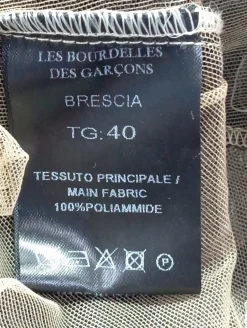 LES BOURDELLES
DES GARÇONS
BRESCIA
TG: 40
TESSUTO PRINCIPALE /
MAIN FABRIC
100%POLIAMMIDE
P